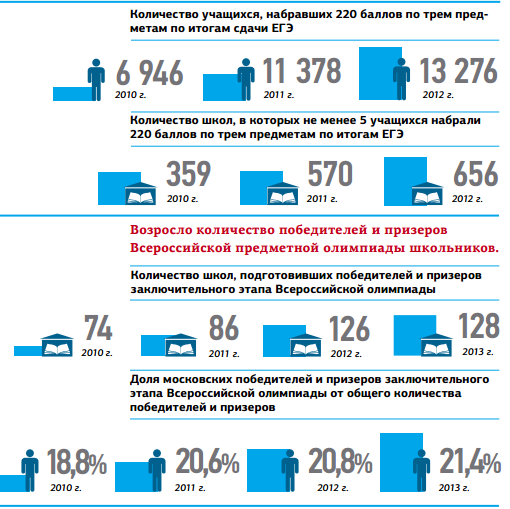 Количество учащихся, набравших 220 баллов по трем пред-
метам по итогам сдачи ЕГЭ
6 946
11 378
13 276
2010 г.
2011 г.
2012 г.
Количество школ, в которых не менее 5 учащихся набрали
220 баллов по трем предметам по итогам ЕГЭ
359
570
656
2010 г.
2011 г.
2012 г.
Возросло количество победителей и призеров
Всероссийской предметной олимпиады школьников.
Количество школ, подготовивших победителей и призеров
заключительного этапа Всероссийской олимпиады
74
86
126
128
2010 г.
2011 г.
2012 г.
2013 г.
Доля московских победителей и призеров заключительного
этапа Всероссийской олимпиады от общего количества
победителей и призеров
18,8%
20,6%
20,8%
21,4%
2010 г.
2011 г.
2012 г.
2013 г.